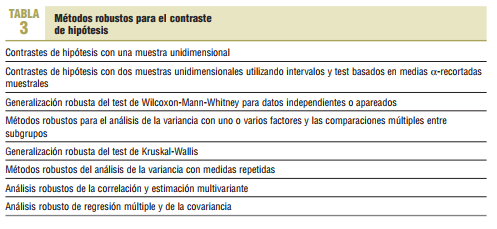 TABLA
3
Métodos robustos para el contraste
de hipótesis
Contrastes de hipótesis con una muestra unidimensional
Contrastes de hipótesis con dos muestras unidimensionales utilizando intervalos y test basados en medias α-recortadas
muestrales
Generalización robusta del test de Wilcoxon-Mann-Whitney para datos independientes o apareados
Métodos robustos para el análisis de la variancia con uno o varios factores y las comparaciones múltiples entre
subgrupos
Generalización robusta del test de Kruskal-Wallis
Métodos robustos del análisis de la variancia con medidas repetidas
Análisis robustos de la correlación y estimación multivariante
Análisis robusto de regresión múltiple y de la covariancia